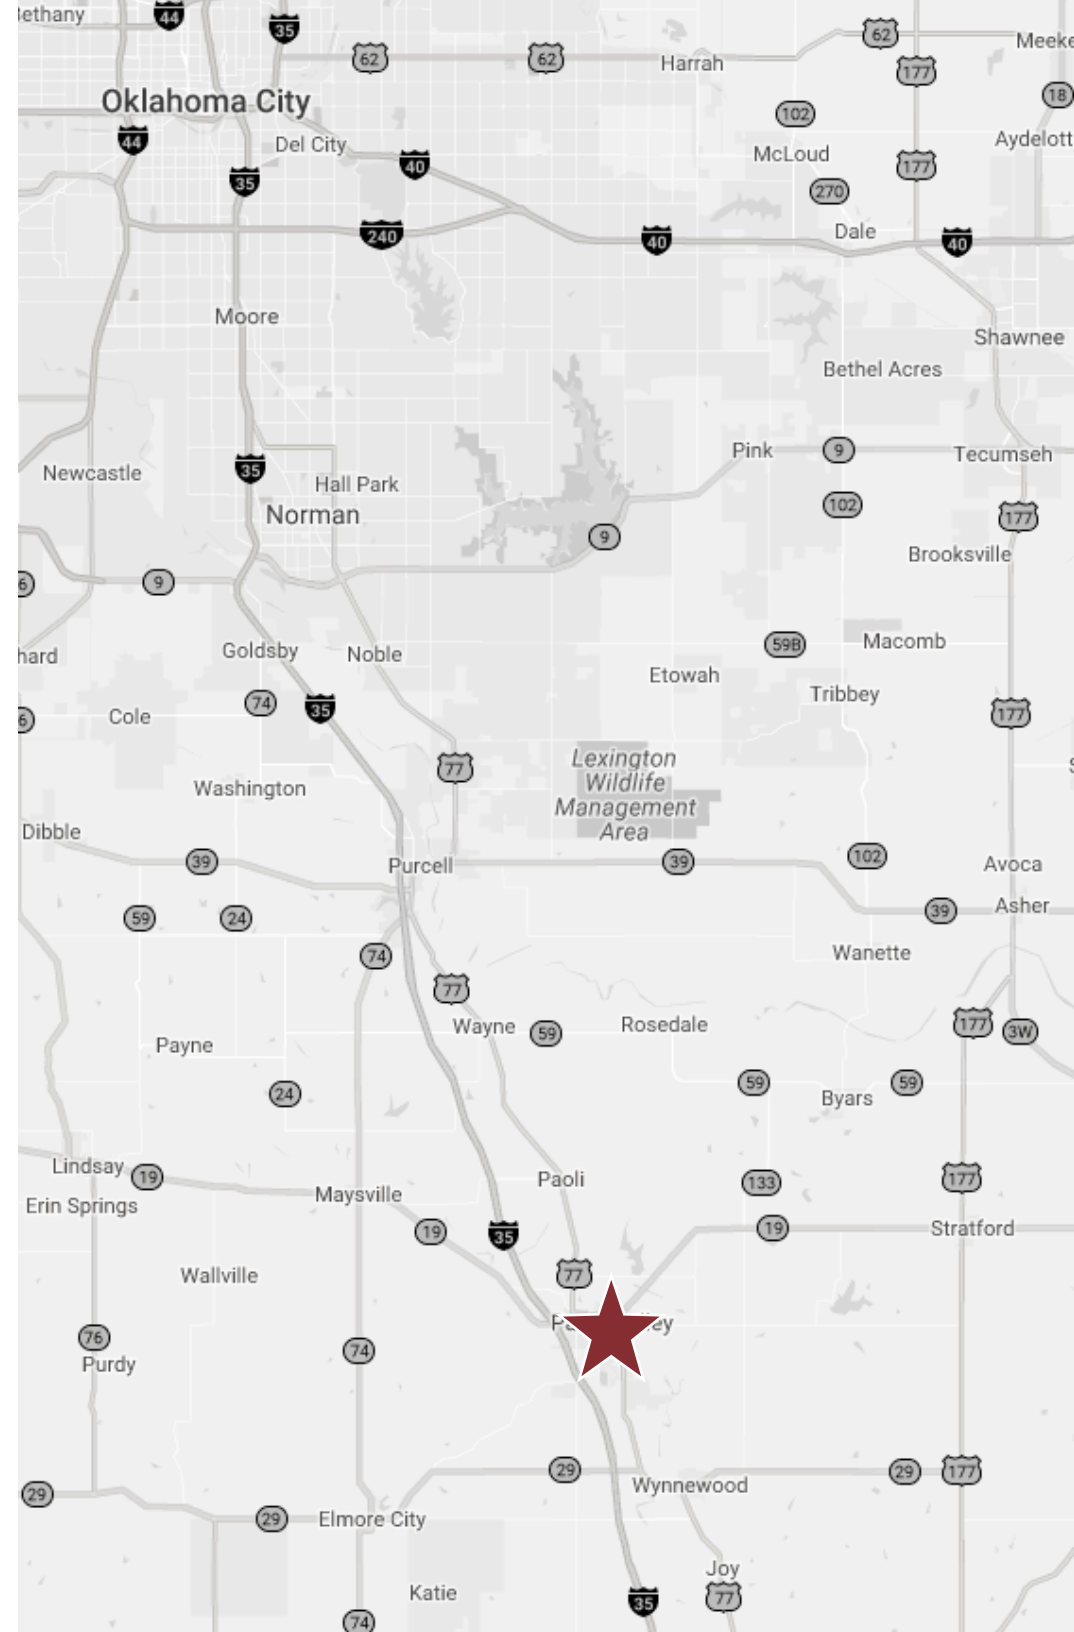 44
35
62
62
62
Harrah
177
18
Oklahoma City
102
44
Del City
40
McLoud
177
35
270
240
40
Dale
40
Moore
Shawnee
Bethel Acres
Pink
9
Tecumseh
35
Newcastle
Hall Park
102
Norman
177
9
Brooksville
9
59B
Macomb
Goldsby
Noble
Etowah
Tribbey
74
35
Cole
177
Lexington
Wildlife
Management
Area
77
Washington
Dibble
39
Purcell
39
102
Avoca
59
24
39
Asher
74
Wanette
77
Wayne
59
Rosedale
177
3W
Payne
24
59
59
Byars
Lindsay
19
Paoli
133
177
Erin Springs
Maysville
19
35
19
Stratford
Wallville
77
76
Purdy
74
29
Wynnewood
29
177
29
29
Elmore City
Joy
Katie
35
77
74